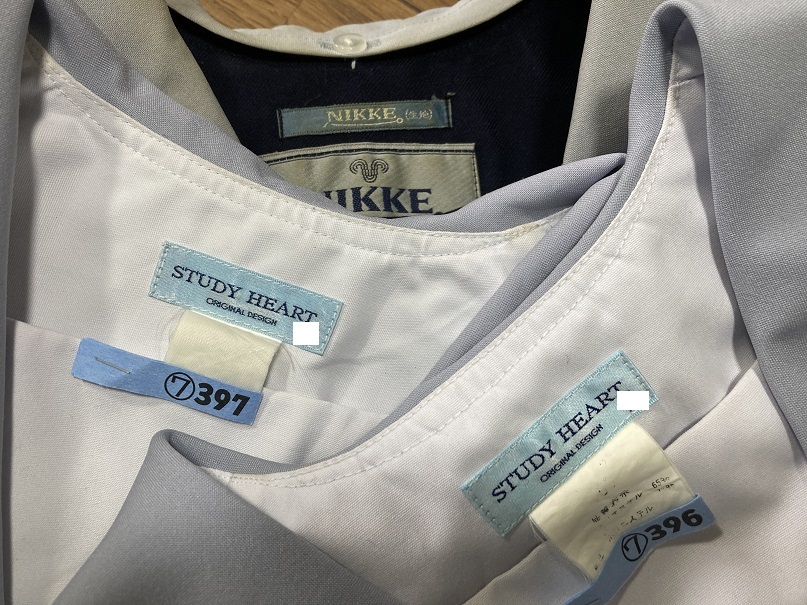 NIKKE。(生地)
NIKKE。
STUDY HEART
ORIGINAL DESIGN
⑦397
STUDY HEART
ORIGINAL DESIGN
⑦396